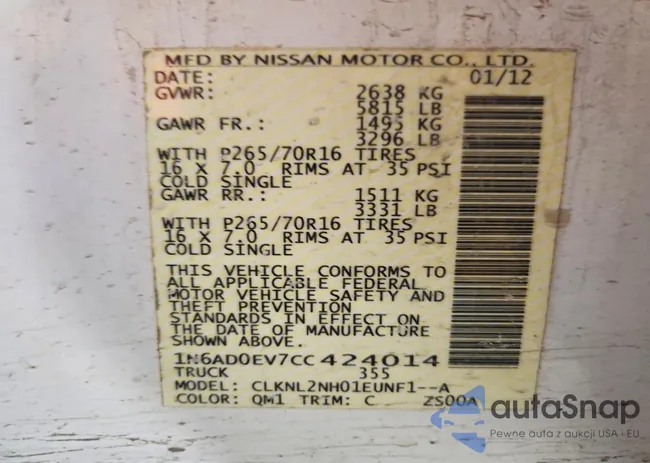 MFD BY NISSAN MOTOR CO., LTD.
DATE: 01/12
GVWR: 2638 KG
5815 LB
GAWR FR.: 1495 KG
3296 LB
WITH P265/70R16 TIRES
16 X 7.0 RIMS AT 35 PSI
COLD SINGLE
GAWR RR.: 1511 KG
3331 LB
WITH P265/70R16 TIRES
16 X 7.0 RIMS AT 35 PSI
COLD SINGLE
THIS VEHICLE CONFORMS TO
ALL APPLICABLE FEDERAL
MOTOR VEHICLE SAFETY AND
THEFT PREVENTION
STANDARDS IN EFFECT ON
THE DATE OF MANUFACTURE
SHOWN ABOVE.
1N6AD0EV7CC424014
TRUCK 355
MODEL: CLKNL2NH01EUNF1--A
COLOR: QM1 TRIM: C ZS00A
autoSnap
Pewne auta z aukcji USA i EU